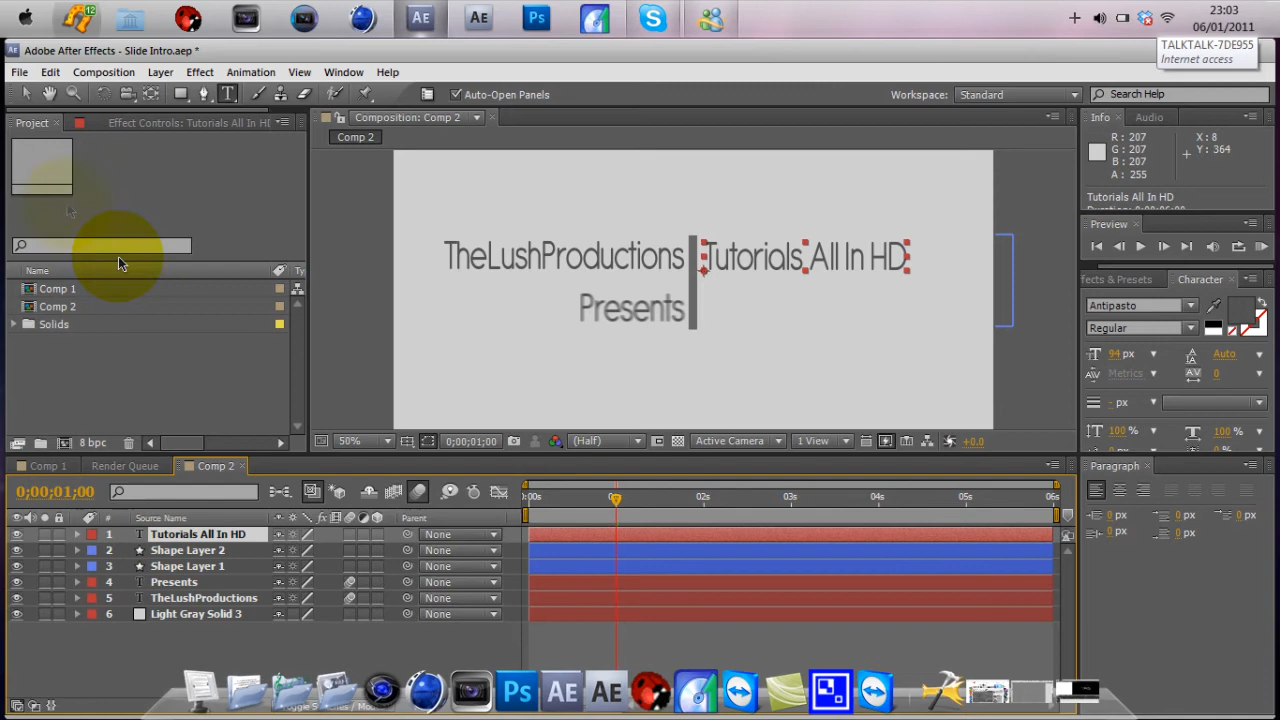 23:03
06/01/2011
TALKTALK-7DE955
Internet access
Adobe After Effects - Slide Intro.aep *
File Edit Composition Layer Effect Animation View Window Help
Auto-Open Panels
Workspace: Standard
Search Help
Project
Effect Controls: Tutorials All In HD
Composition: Comp 2
Info
Audio
Comp 2
R : 207
G : 207
B : 207
A : 255
X : 8
Y : 364
Tutorials All In HD
Preview
Name
Ty
Comp 1
Comp 2
Solids
TheLushProductions
Tutorials All In HD
Presents
Character
Antipasto
Regular
94 px
Auto
Metrics
0
- px
100 %
100 %
8 bpc
50%
0;00;01;00
(Half)
Active Camera
1 View
+0.0
Comp 1
Render Queue
Comp 2
Paragraph
0;00;01;00
02s
03s
04s
05s
06s
# Source Name
Parent
1 T Tutorials All In HD None
2 Shape Layer 2 None
3 Shape Layer 1 None
4 T Presents None
5 T TheLushProductions None
6 Light Gray Solid 3 None
0 px
0 px
0 px
0 px
0 px